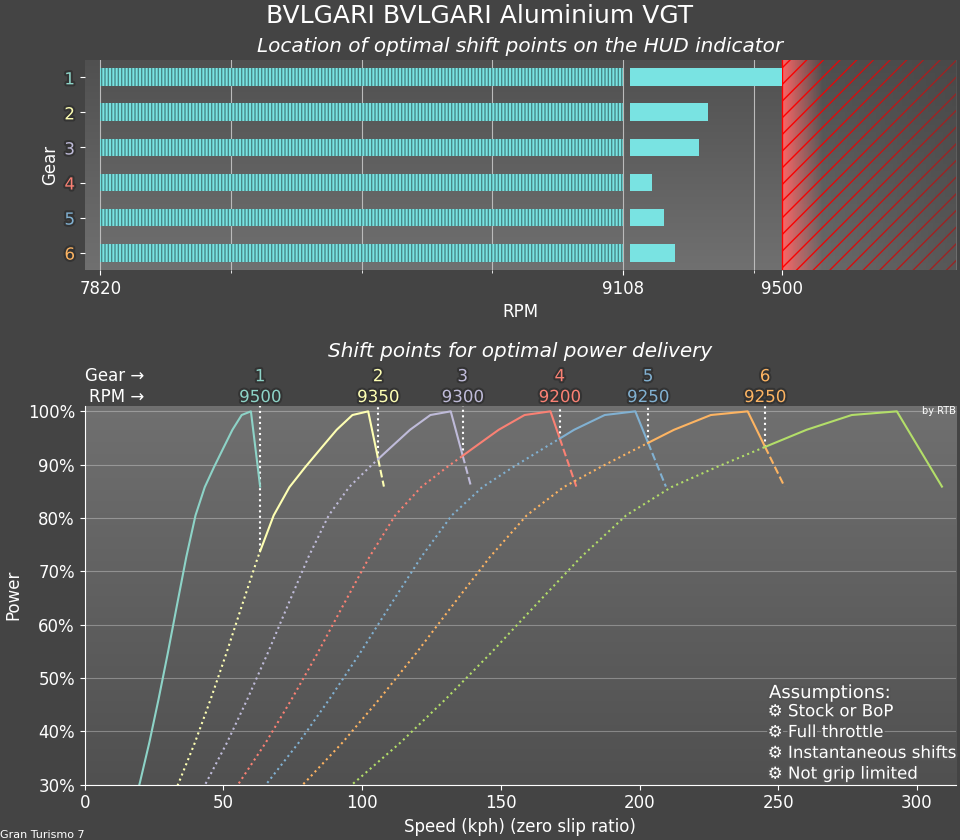 BVLGARI BVLGARI Aluminium VGT
Location of optimal shift points on the HUD indicator
Gear
1
2
3
4
5
6
7820 9108 9500
RPM
Shift points for optimal power delivery
Gear → 1 2 3 4 5 6
RPM → 9500 9350 9300 9200 9250 9250
by RTB
Power
100%
90%
80%
70%
60%
50%
40%
30%
Assumptions:
⚙ Stock or BoP
⚙ Full throttle
⚙ Instantaneous shifts
⚙ Not grip limited
0 50 100 150 200 250 300
Speed (kph) (zero slip ratio)
Gran Turismo 7